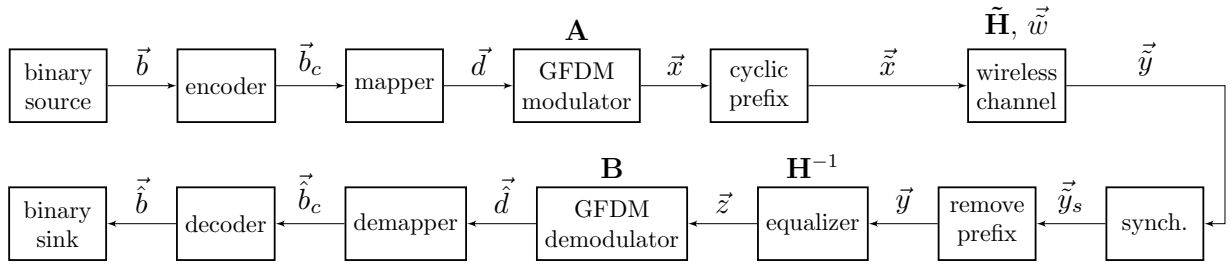 A
H̃, w̃⃗
binary source
b⃗
encoder
b⃗_c
mapper
d⃗
GFDM modulator
x⃗
cyclic prefix
x̃⃗
wireless channel
ỹ⃗
B
H⁻¹
binary sink
b̂⃗
decoder
b̂⃗_c
demapper
d̂⃗
GFDM demodulator
z⃗
equalizer
y⃗
remove prefix
ỹ⃗_s
synch.